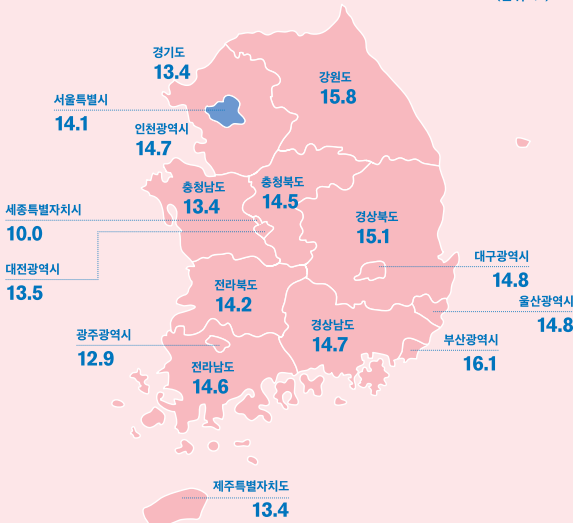 경기도
13.4
강원도
15.8
서울특별시
14.1
인천광역시
14.7
충청남도
13.4
충청북도
14.5
세종특별자치시
10.0
경상북도
15.1
대전광역시
13.5
대구광역시
14.8
전라북도
14.2
울산광역시
14.8
경상남도
14.7
광주광역시
12.9
부산광역시
16.1
전라남도
14.6
제주특별자치도
13.4